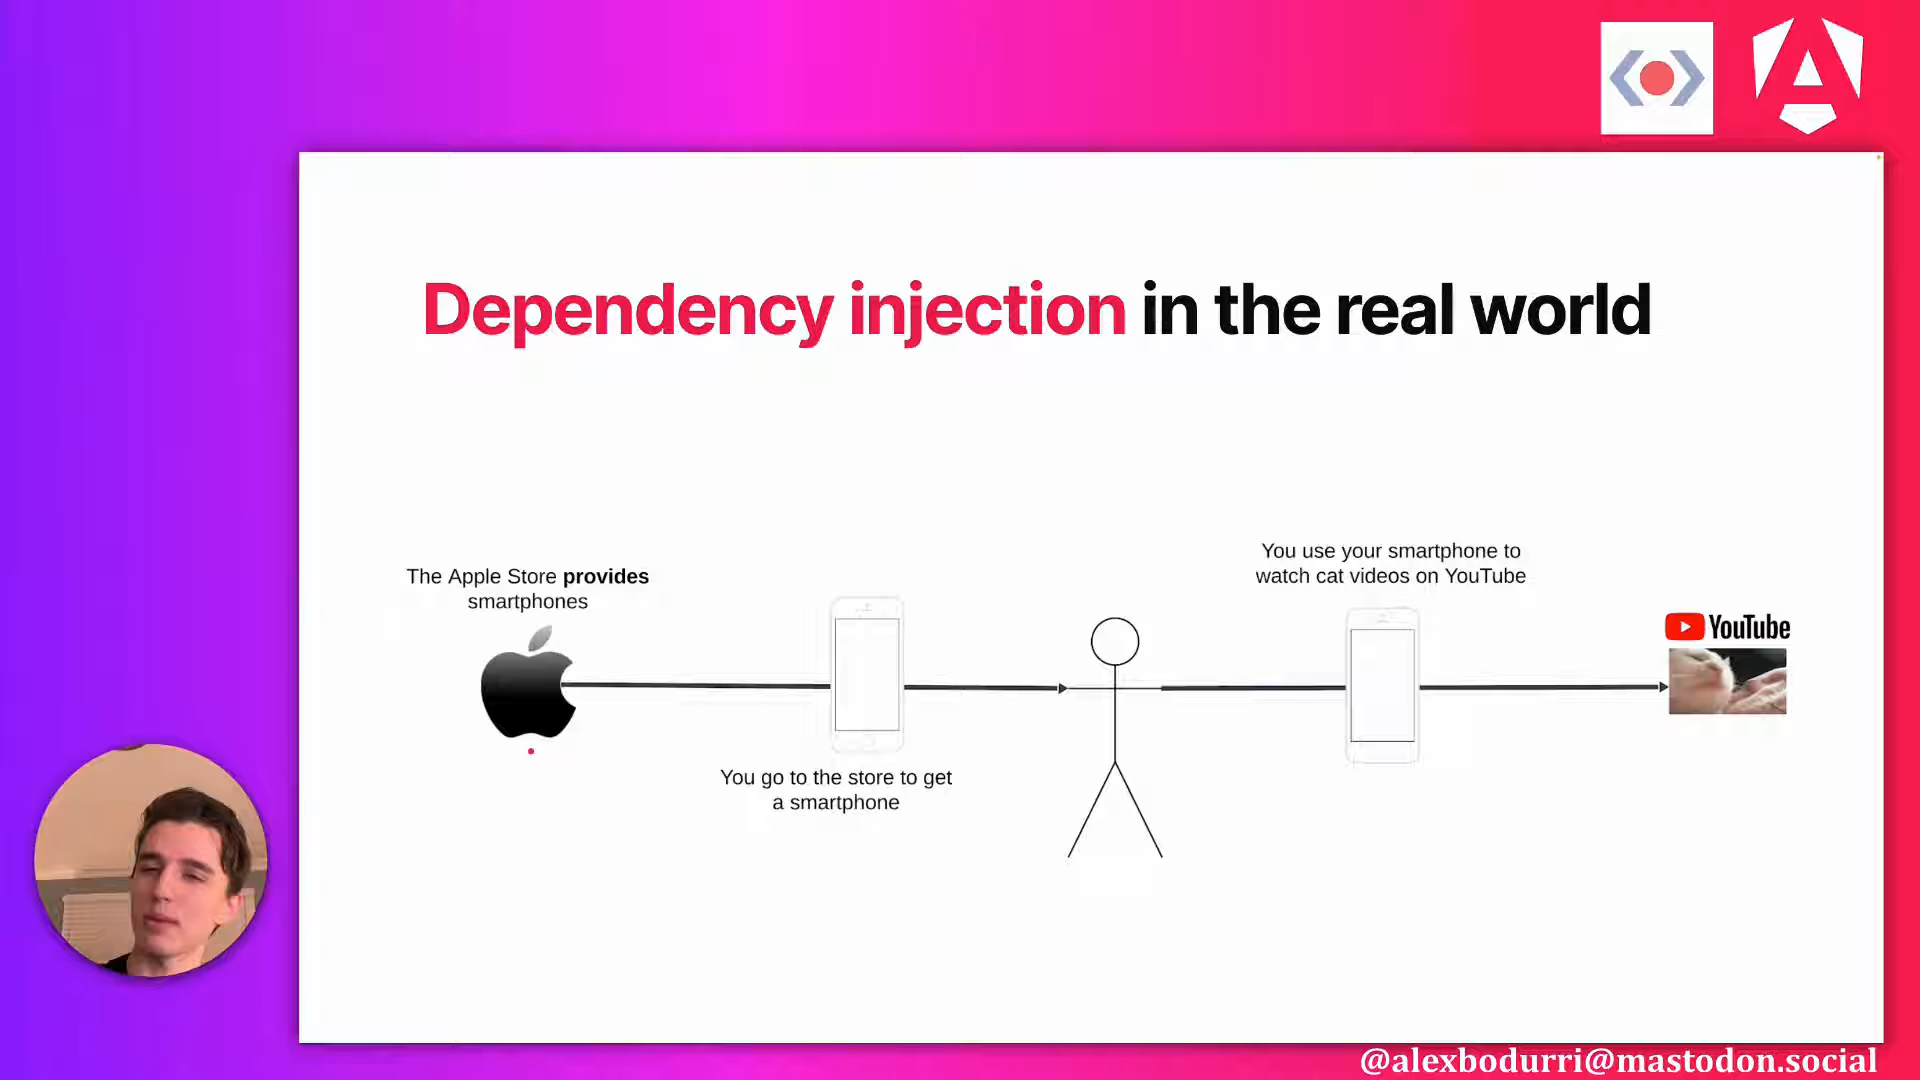 Dependency injection in the real world
The Apple Store provides
smartphones
You go to the store to get
a smartphone
You use your smartphone to
watch cat videos on YouTube
YouTube
@alexbodurri@mastodon.social